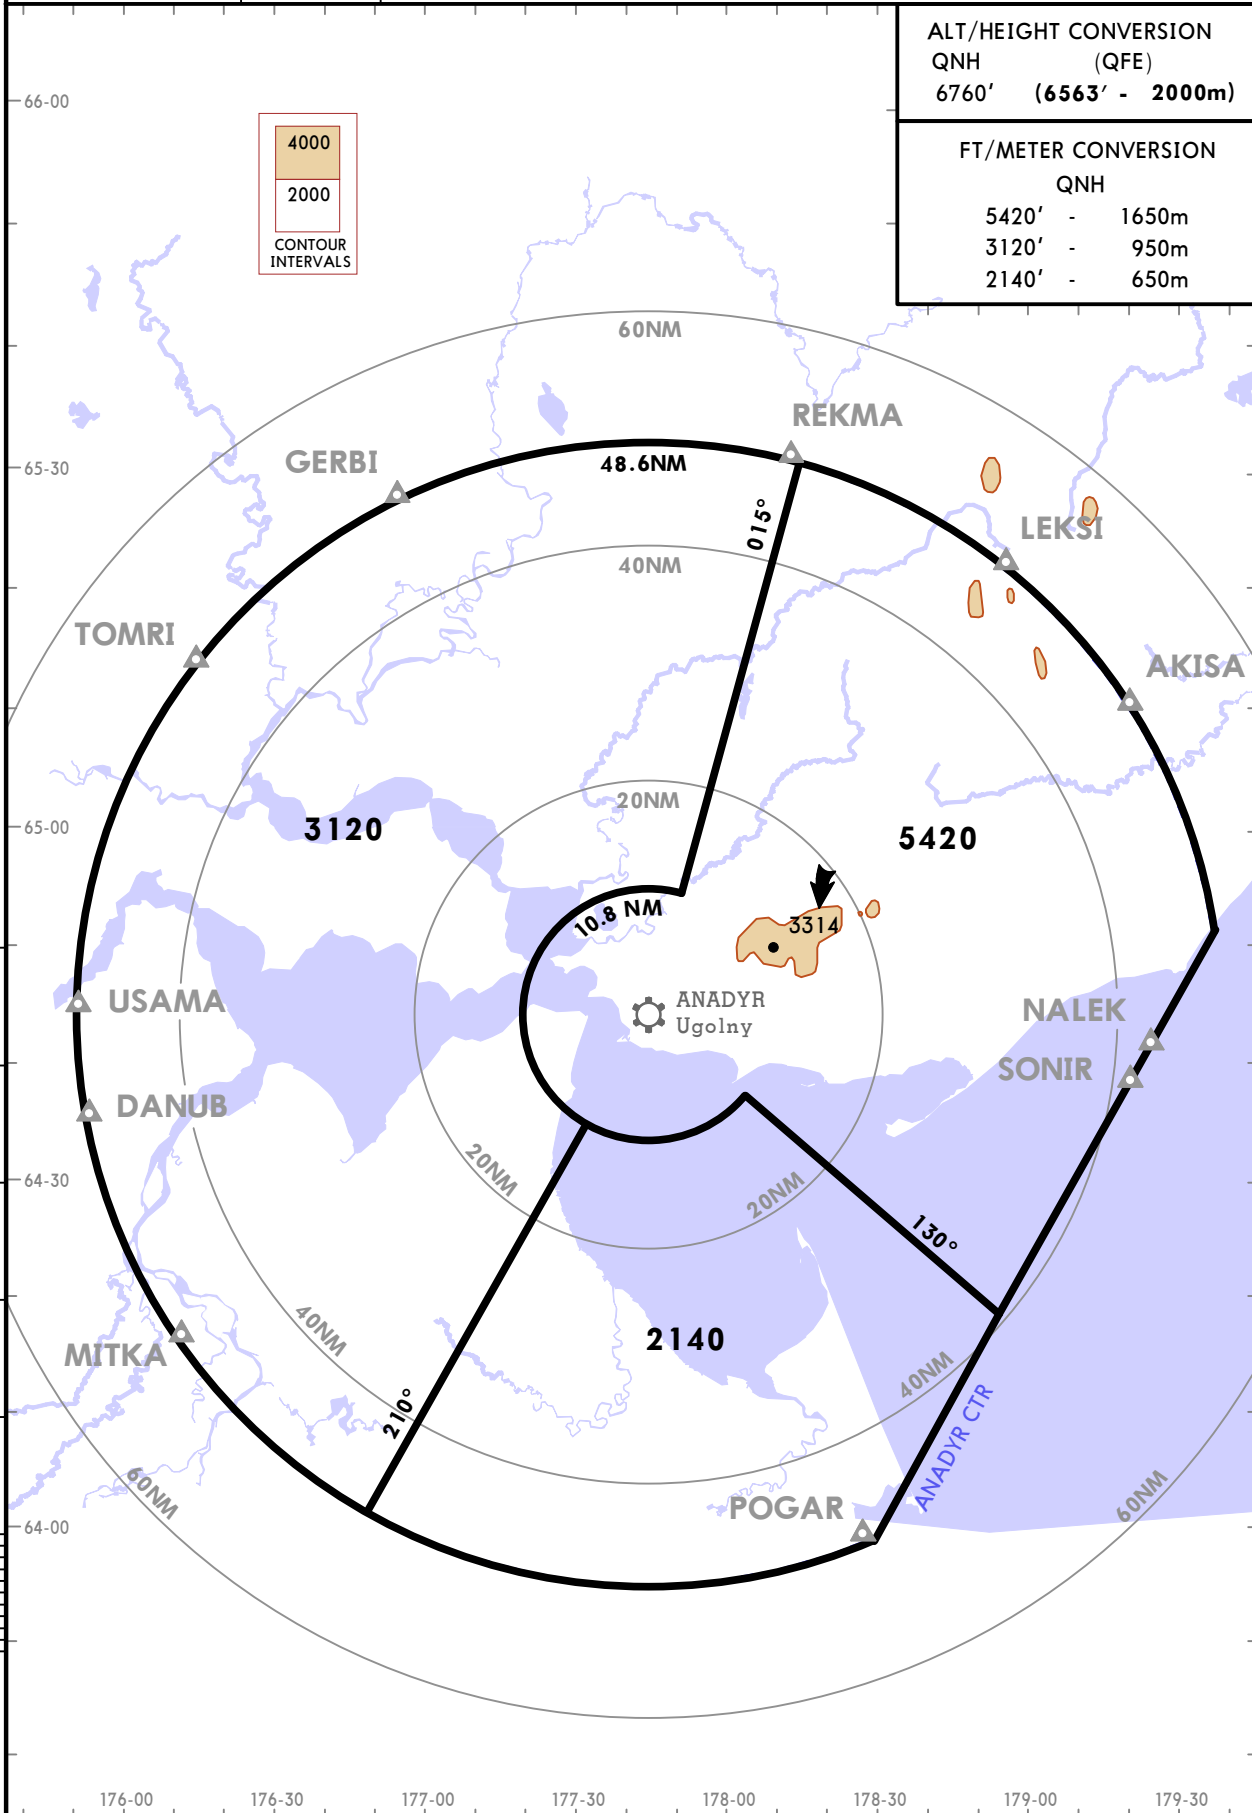 ALT/HEIGHT CONVERSION
QNH (QFE)
6760' (6563' - 2000m)
FT/METER CONVERSION
QNH
5420' - 1650m
3120' - 950m
2140' - 650m
66-00
4000
2000
CONTOUR
INTERVALS
60NM
REKMA
GERBI
48.6NM
65-30
015°
LEKSI
40NM
TOMRI
AKISA
20NM
65-00
3120
5420
10.8 NM
3314
USAMA
ANADYR
Ugolny
NALEK
SONIR
DANUB
64-30
20NM
20NM
130°
MITKA
40NM
2140
40NM
210°
ANADYR CTR
60NM
POGAR
60NM
64-00
176-00 176-30 177-00 177-30 178-00 178-30 179-00 179-30